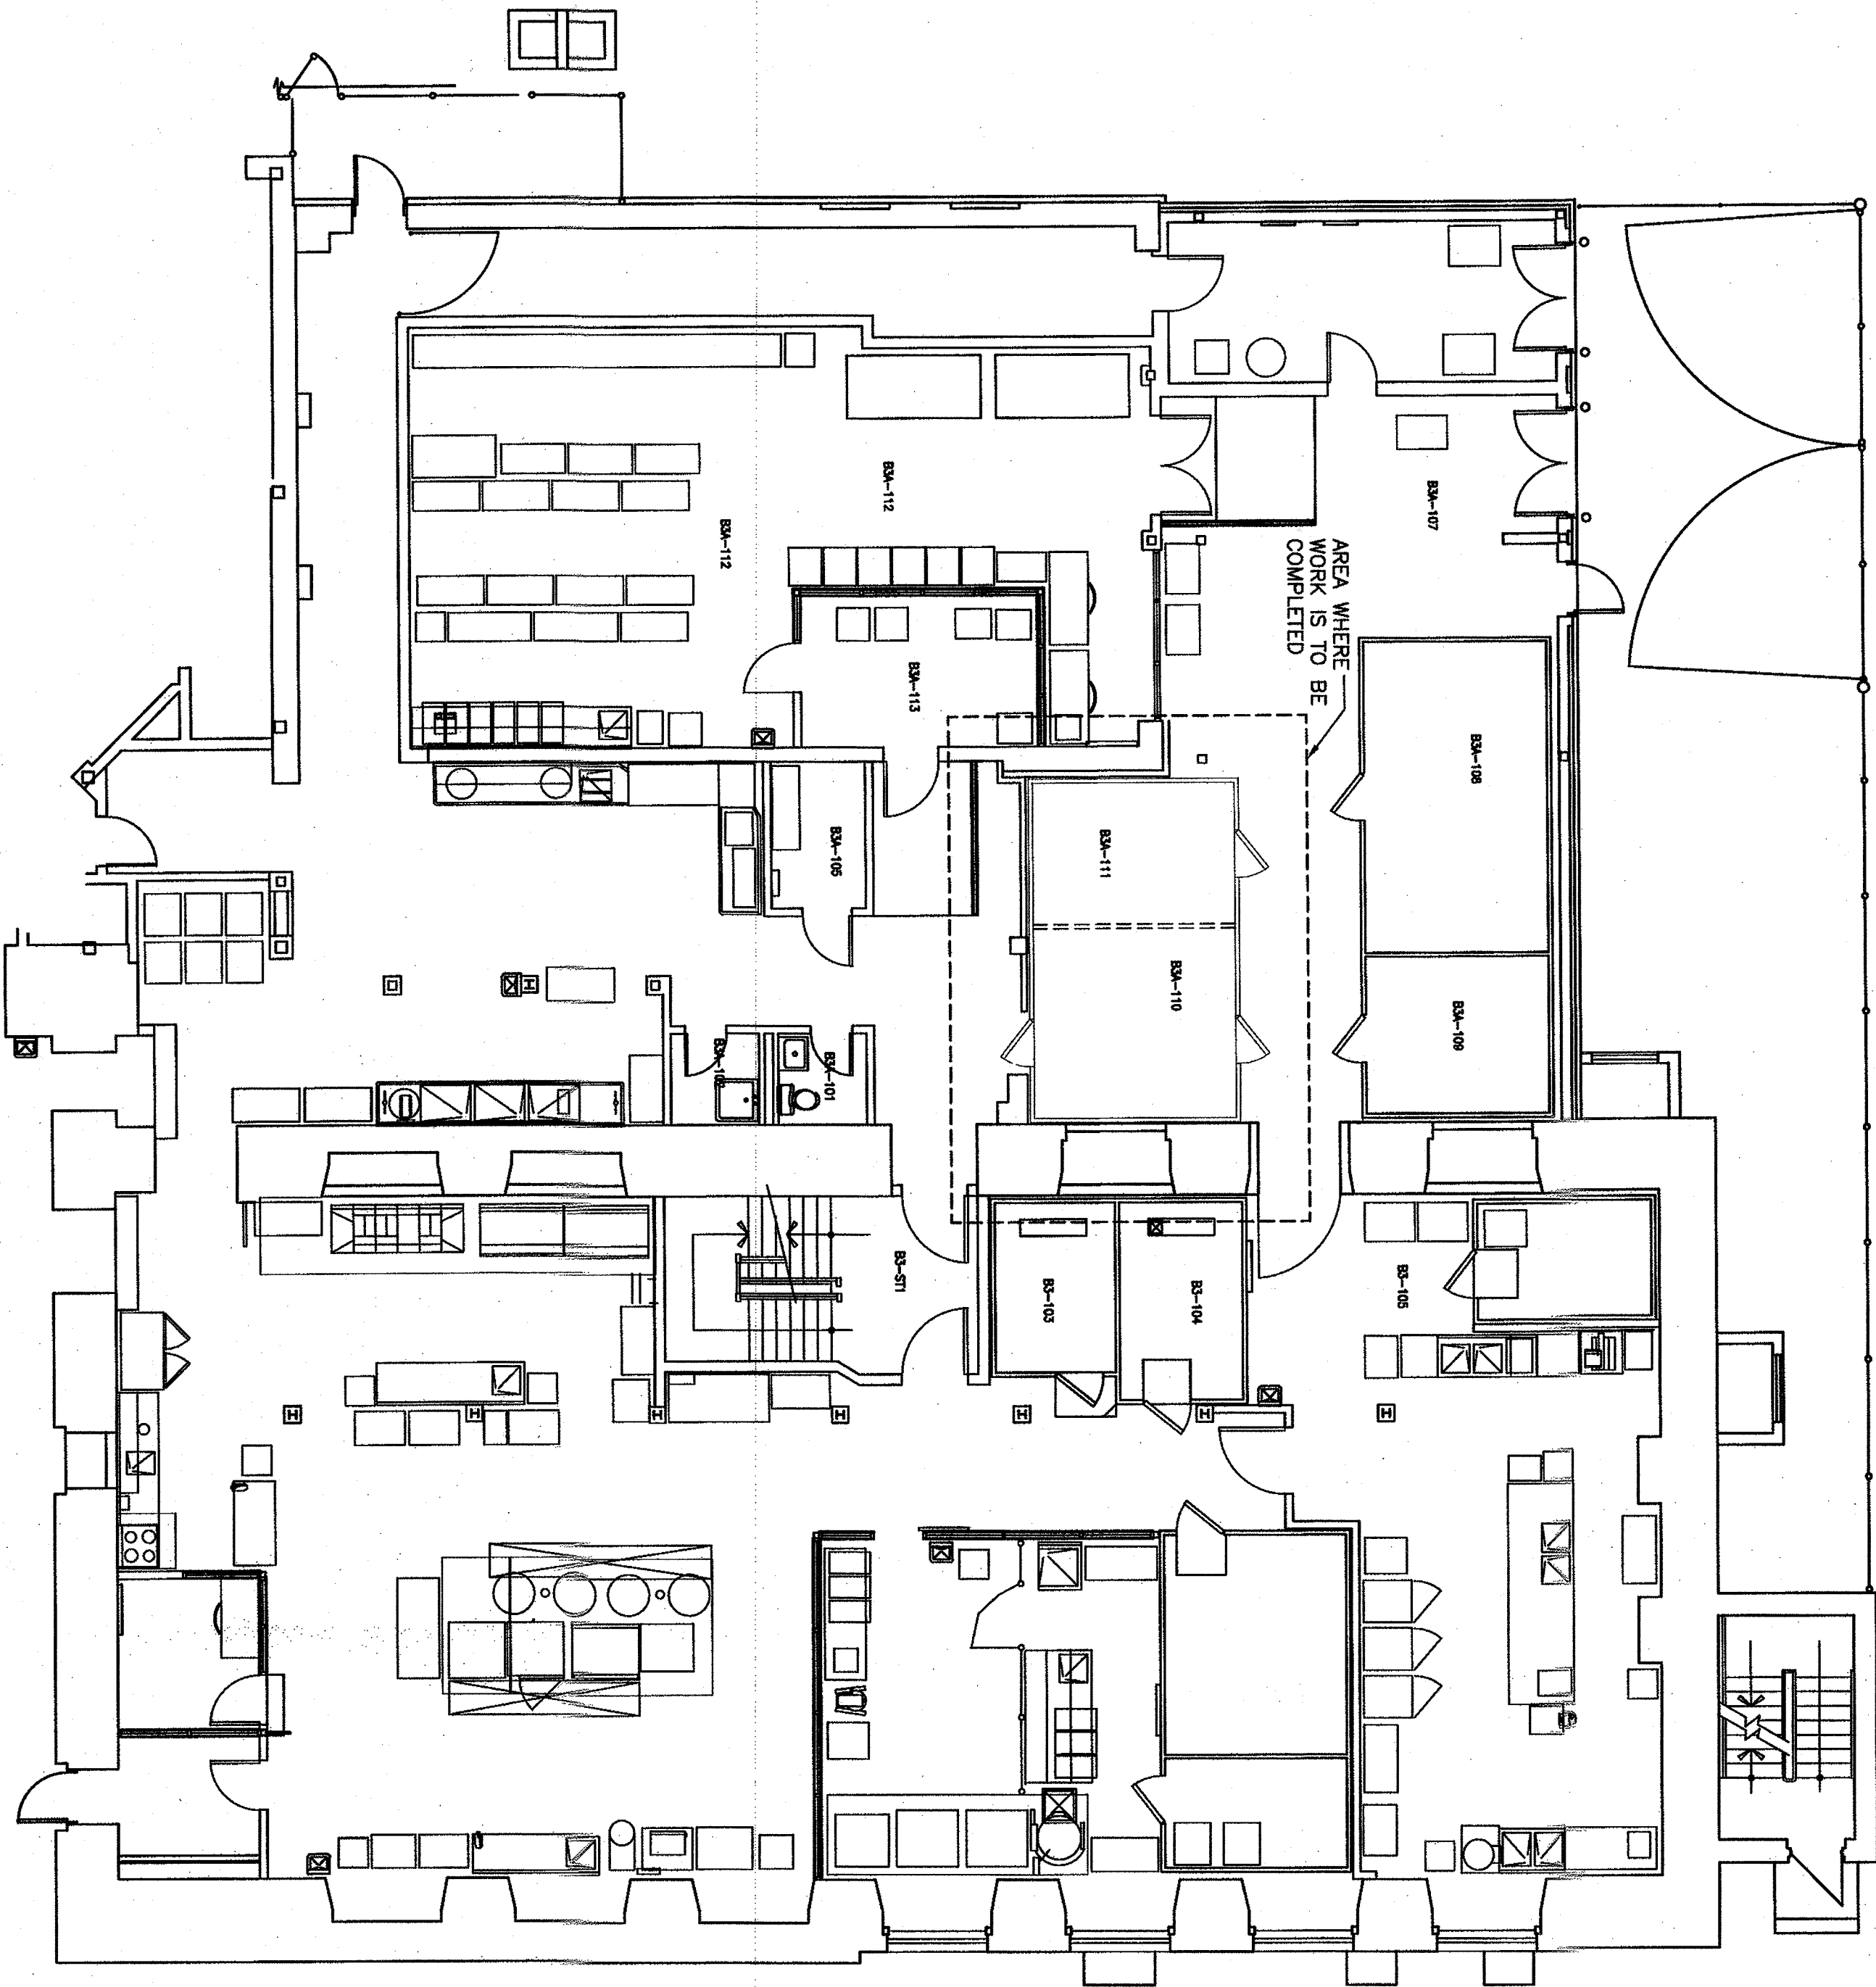 B3A-107
AREA WHERE
WORK IS TO BE
COMPLETED
B3A-112
B3A-112
B3A-113
B3A-108
B3A-105
B3A-111
B3A-110
B3A-109
B3A-101
B3-ST1
B3-103
B3-104
B3-105